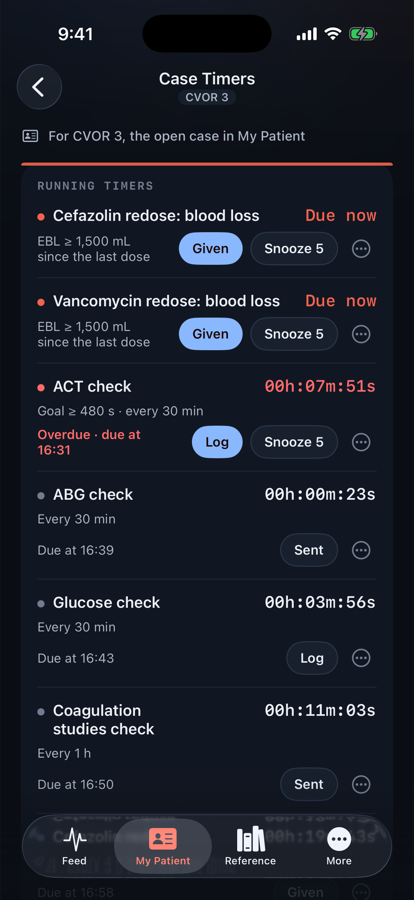 9:41
Case Timers
CVOR 3
For CVOR 3, the open case in My Patient
RUNNING TIMERS
Cefazolin redose: blood loss Due now
EBL ≥ 1,500 mL
since the last dose
Given Snooze 5
Vancomycin redose: blood loss Due now
EBL ≥ 1,500 mL
since the last dose
Given Snooze 5
ACT check 00h:07m:51s
Goal ≥ 480 s · every 30 min
Overdue · due at
16:31
Log Snooze 5
ABG check 00h:00m:23s
Every 30 min
Due at 16:39 Sent
Glucose check 00h:03m:56s
Every 30 min
Due at 16:43 Log
Coagulation
studies check
00h:11m:03s
Every 1 h
Due at 16:50 Sent
Feed My Patient Reference More
Due at 16:58 Given